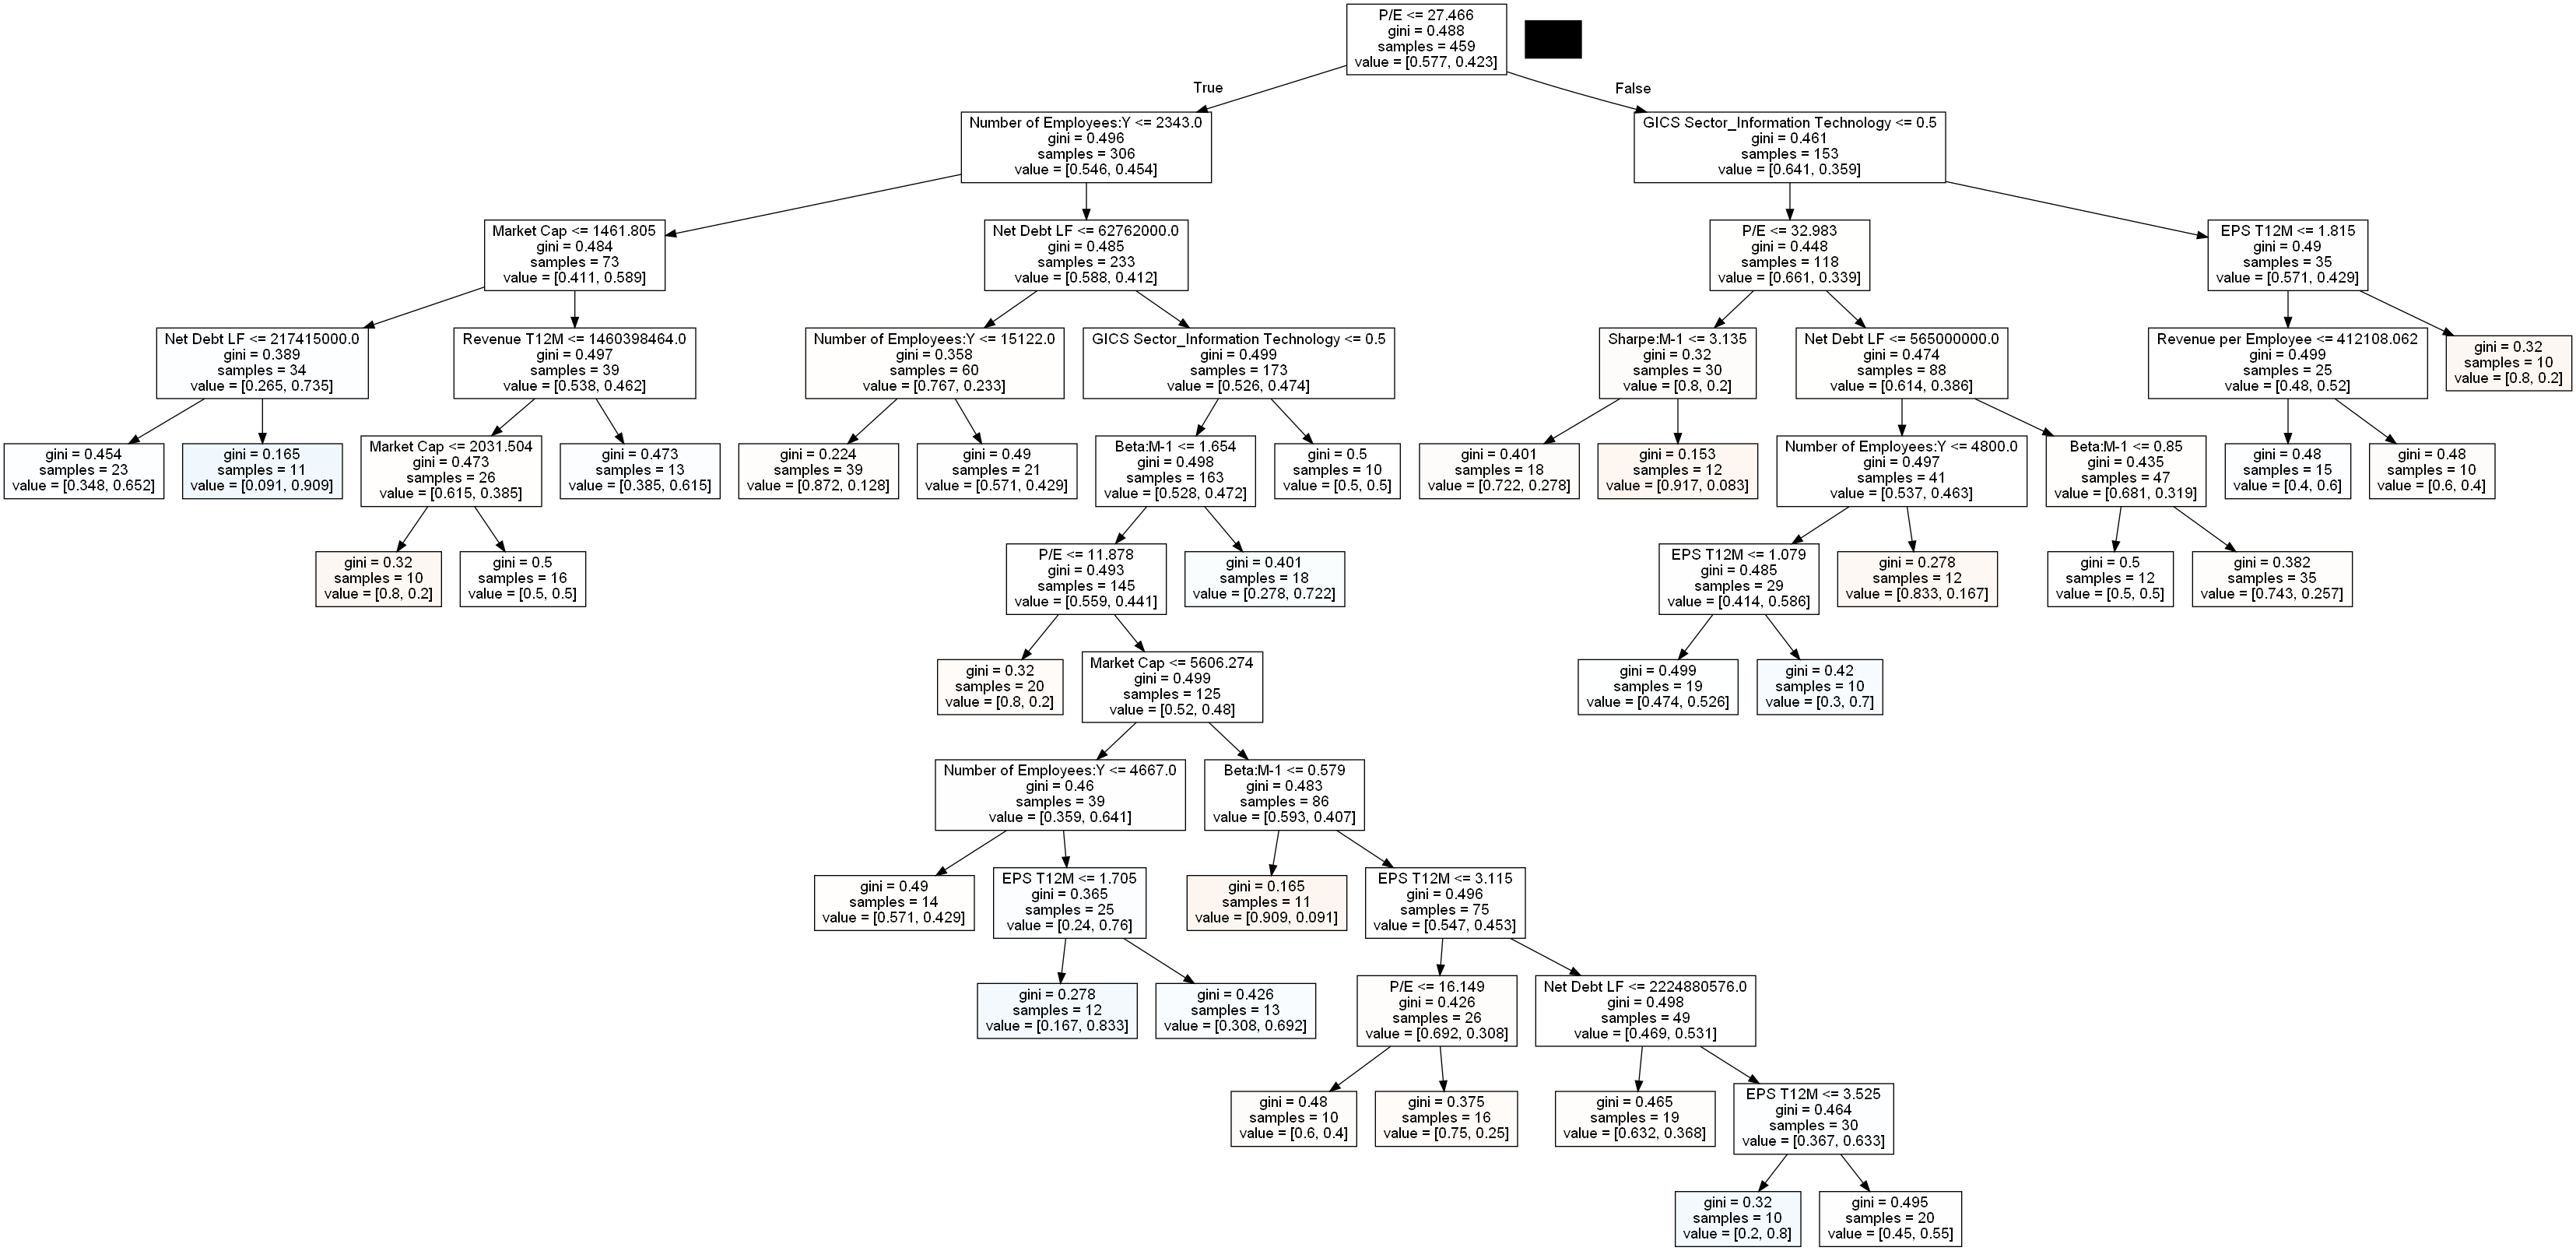 P/E <= 27.466
gini = 0.488
samples = 459
value = [0.577, 0.423]
True
False
Number of Employees:Y <= 2343.0
gini = 0.496
samples = 306
value = [0.546, 0.454]
GICS Sector_Information Technology <= 0.5
gini = 0.461
samples = 153
value = [0.641, 0.359]
Market Cap <= 1461.805
gini = 0.484
samples = 73
value = [0.411, 0.589]
Net Debt LF <= 62762000.0
gini = 0.485
samples = 233
value = [0.588, 0.412]
P/E <= 32.983
gini = 0.448
samples = 118
value = [0.661, 0.339]
EPS T12M <= 1.815
gini = 0.49
samples = 35
value = [0.571, 0.429]
Net Debt LF <= 217415000.0
gini = 0.389
samples = 34
value = [0.265, 0.735]
Revenue T12M <= 1460398464.0
gini = 0.497
samples = 39
value = [0.538, 0.462]
Number of Employees:Y <= 15122.0
gini = 0.358
samples = 60
value = [0.767, 0.233]
GICS Sector_Information Technology <= 0.5
gini = 0.499
samples = 173
value = [0.526, 0.474]
Sharpe:M-1 <= 3.135
gini = 0.32
samples = 30
value = [0.8, 0.2]
Net Debt LF <= 565000000.0
gini = 0.474
samples = 88
value = [0.614, 0.386]
Revenue per Employee <= 412108.062
gini = 0.499
samples = 25
value = [0.48, 0.52]
gini = 0.32
samples = 10
value = [0.8, 0.2]
gini = 0.454
samples = 23
value = [0.348, 0.652]
gini = 0.165
samples = 11
value = [0.091, 0.909]
Market Cap <= 2031.504
gini = 0.473
samples = 26
value = [0.615, 0.385]
gini = 0.473
samples = 13
value = [0.385, 0.615]
gini = 0.224
samples = 39
value = [0.872, 0.128]
gini = 0.49
samples = 21
value = [0.571, 0.429]
Beta:M-1 <= 1.654
gini = 0.498
samples = 163
value = [0.528, 0.472]
gini = 0.5
samples = 10
value = [0.5, 0.5]
gini = 0.401
samples = 18
value = [0.722, 0.278]
gini = 0.153
samples = 12
value = [0.917, 0.083]
Number of Employees:Y <= 4800.0
gini = 0.497
samples = 41
value = [0.537, 0.463]
Beta:M-1 <= 0.85
gini = 0.435
samples = 47
value = [0.681, 0.319]
gini = 0.48
samples = 15
value = [0.4, 0.6]
gini = 0.48
samples = 10
value = [0.6, 0.4]
gini = 0.32
samples = 10
value = [0.8, 0.2]
gini = 0.5
samples = 16
value = [0.5, 0.5]
P/E <= 11.878
gini = 0.493
samples = 145
value = [0.559, 0.441]
gini = 0.401
samples = 18
value = [0.278, 0.722]
EPS T12M <= 1.079
gini = 0.485
samples = 29
value = [0.414, 0.586]
gini = 0.278
samples = 12
value = [0.833, 0.167]
gini = 0.5
samples = 12
value = [0.5, 0.5]
gini = 0.382
samples = 35
value = [0.743, 0.257]
gini = 0.32
samples = 20
value = [0.8, 0.2]
Market Cap <= 5606.274
gini = 0.499
samples = 125
value = [0.52, 0.48]
gini = 0.499
samples = 19
value = [0.474, 0.526]
gini = 0.42
samples = 10
value = [0.3, 0.7]
Number of Employees:Y <= 4667.0
gini = 0.46
samples = 39
value = [0.359, 0.641]
Beta:M-1 <= 0.579
gini = 0.483
samples = 86
value = [0.593, 0.407]
gini = 0.49
samples = 14
value = [0.571, 0.429]
EPS T12M <= 1.705
gini = 0.365
samples = 25
value = [0.24, 0.76]
gini = 0.165
samples = 11
value = [0.909, 0.091]
EPS T12M <= 3.115
gini = 0.496
samples = 75
value = [0.547, 0.453]
gini = 0.278
samples = 12
value = [0.167, 0.833]
gini = 0.426
samples = 13
value = [0.308, 0.692]
P/E <= 16.149
gini = 0.426
samples = 26
value = [0.692, 0.308]
Net Debt LF <= 2224880576.0
gini = 0.498
samples = 49
value = [0.469, 0.531]
gini = 0.48
samples = 10
value = [0.6, 0.4]
gini = 0.375
samples = 16
value = [0.75, 0.25]
gini = 0.465
samples = 19
value = [0.632, 0.368]
EPS T12M <= 3.525
gini = 0.464
samples = 30
value = [0.367, 0.633]
gini = 0.32
samples = 10
value = [0.2, 0.8]
gini = 0.495
samples = 20
value = [0.45, 0.55]